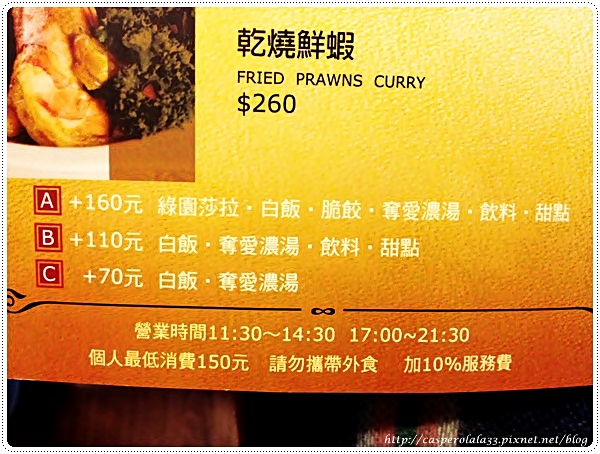 乾燒鮮蝦
FRIED PRAWNS CURRY
$260
A +160元 綠園莎拉・白飯・脆餃・奪愛濃湯・飲料・甜點
B +110元 白飯・奪愛濃湯・飲料・甜點
C +70元 白飯・奪愛濃湯
營業時間11:30～14:30 17:00~21:30
個人最低消費150元 請勿攜帶外食 加10%服務費
http://casperolala33.pixnet.net/blog